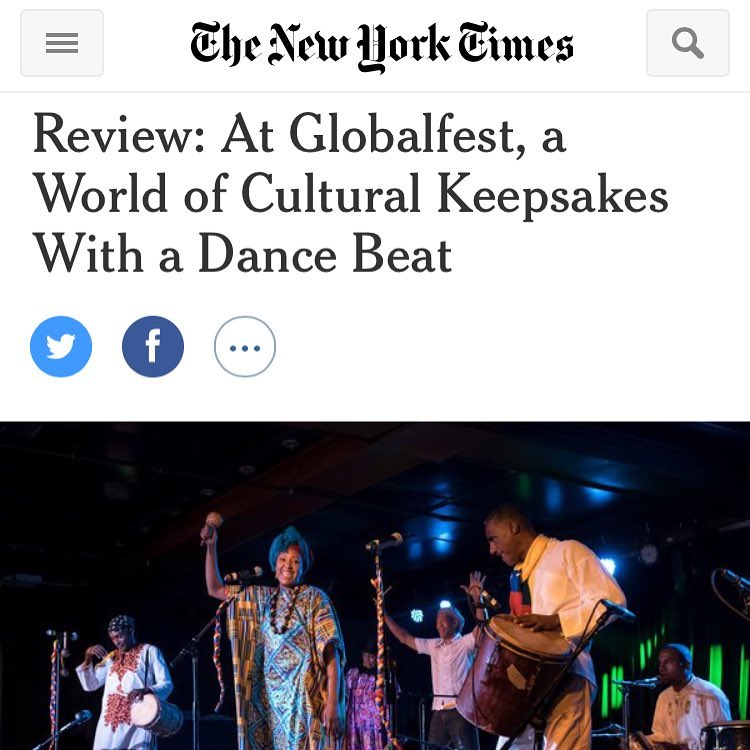 The New York Times
Review: At Globalfest, a
World of Cultural Keepsakes
With a Dance Beat